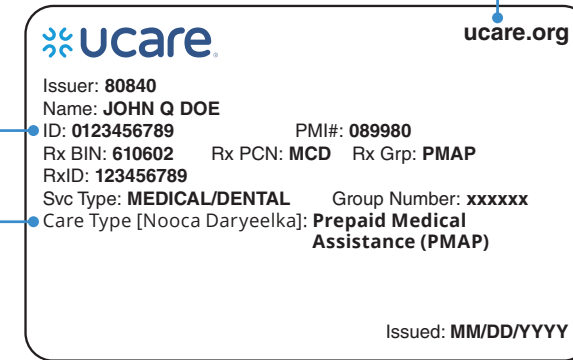 ucare.
ucare.org
Issuer: 80840
Name: JOHN Q DOE
ID: 0123456789 PMI#: 089980
Rx BIN: 610602 Rx PCN: MCD Rx Grp: PMAP
RxID: 123456789
Svc Type: MEDICAL/DENTAL Group Number: xxxxxx
Care Type [Nooca Daryeelka]: Prepaid Medical
Assistance (PMAP)
Issued: MM/DD/YYYY